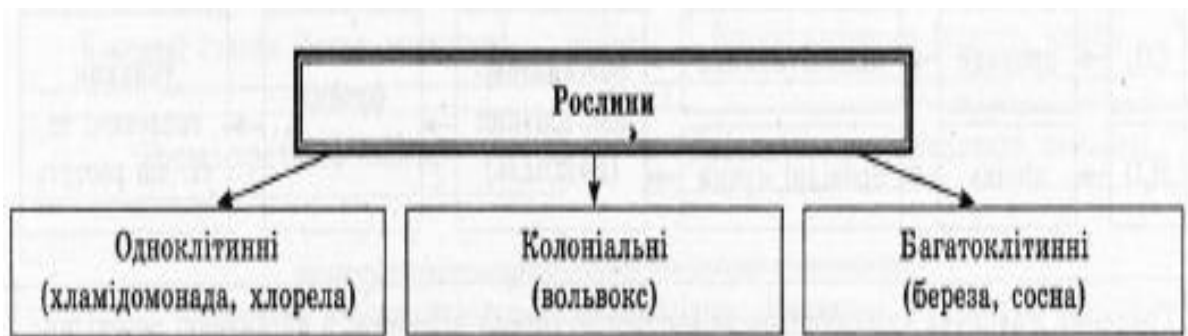 Рослини
Одноклітинні
(хламідомонада, хлорела)
Колоніальні
(вольвокс)
Багатоклітинні
(береза, сосна)